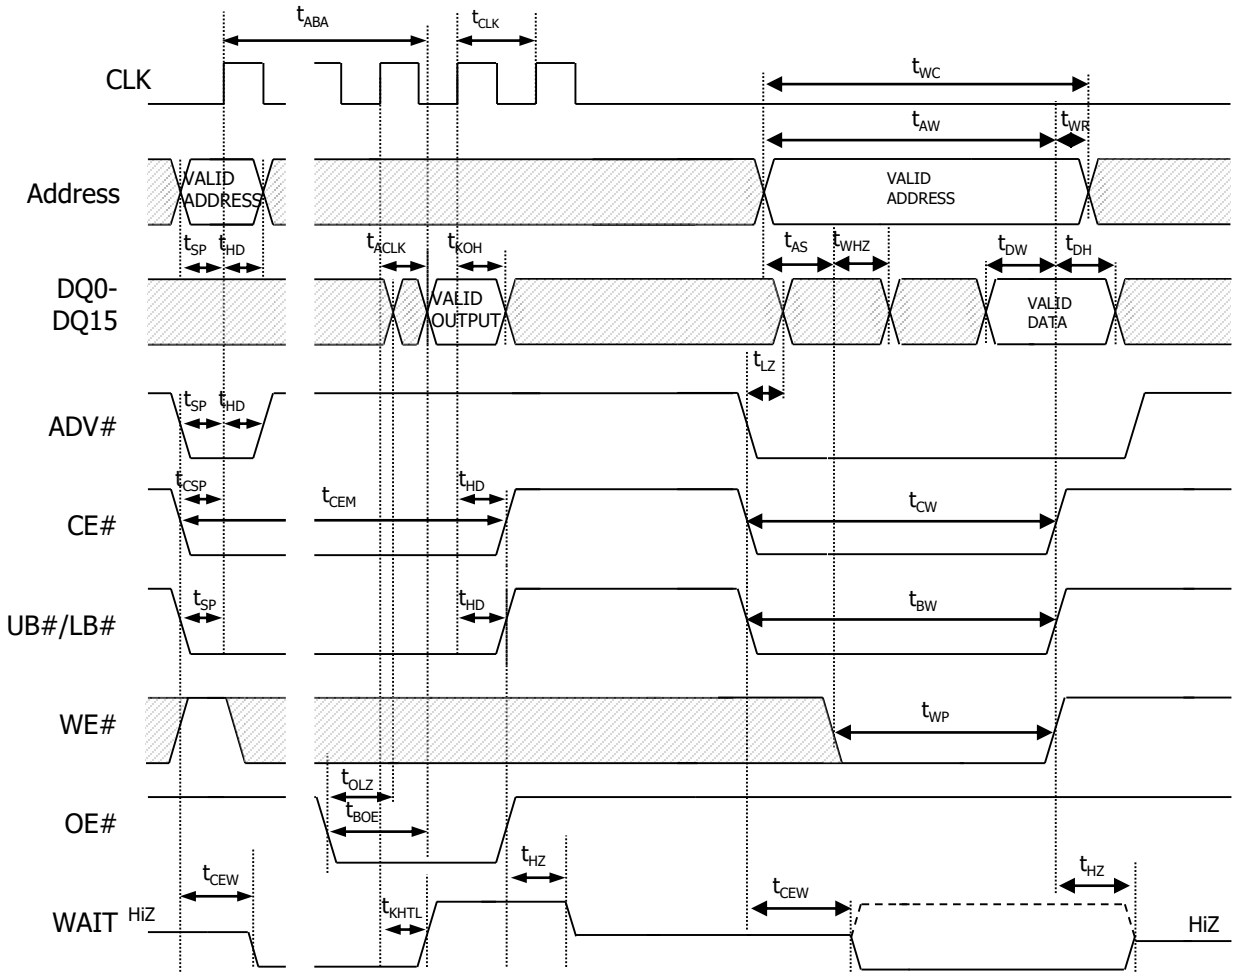 tABA
tCLK
CLK
tWC
tAW
tWR
Address
VALID
ADDRESS
VALID
ADDRESS
tSP
tHD
tACLK
tKOH
tAS
tWHZ
tDW
tDH
DQ0-
DQ15
VALID
OUTPUT
VALID
DATA
tLZ
ADV#
tSP
tHD
CE#
tCSP
tCEM
tHD
tCW
UB#/LB#
tSP
tHD
tBW
WE#
tWP
OE#
tOLZ
tBOE
tHZ
tHZ
tCEW
tCEW
WAIT
HiZ
tKHTL
HiZ